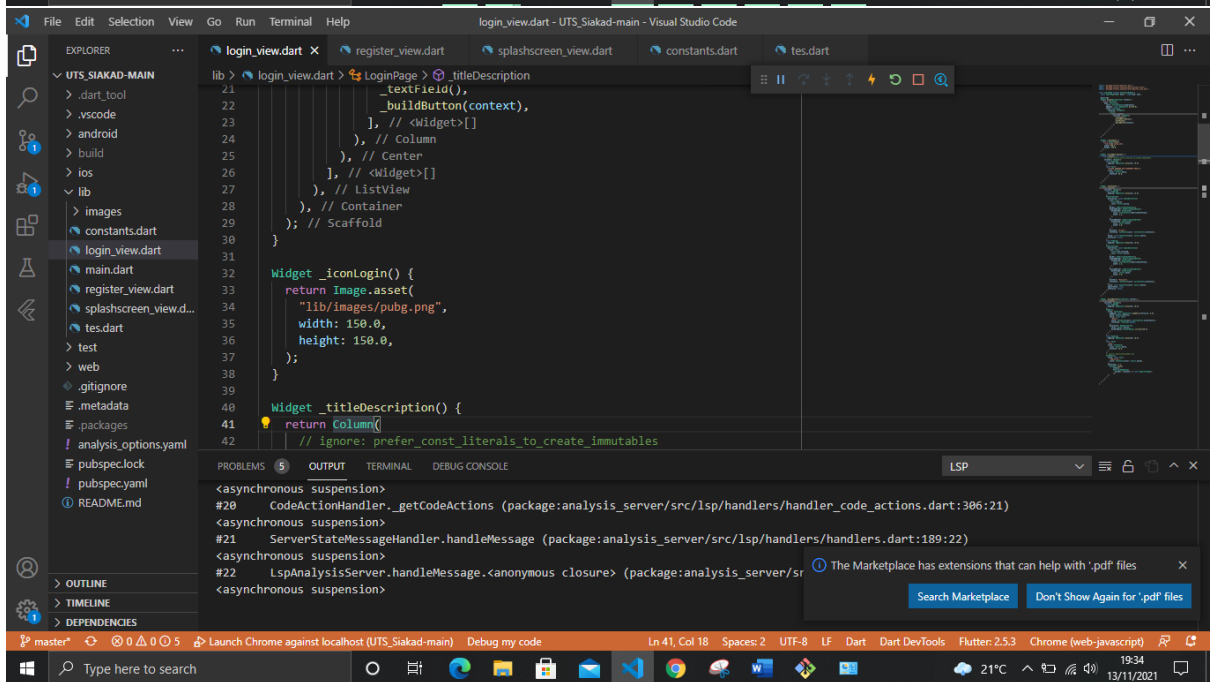 File Edit Selection View Go Run Terminal Help login_view.dart - UTS_Siakad-main - Visual Studio Code
EXPLORER
login_view.dart register_view.dart splashscreen_view.dart constants.dart tes.dart
UTS_SIAKAD-MAIN
.dart_tool
.vscode
android
build
ios
lib
images
constants.dart
login_view.dart
main.dart
register_view.dart
splashscreen_view.d...
tes.dart
test
web
.gitignore
.metadata
.packages
analysis_options.yaml
pubspec.lock
pubspec.yaml
README.md
OUTLINE
TIMELINE
DEPENDENCIES
1
1
1
lib > login_view.dart > LoginPage > _titleDescription
21 _textField(),
22 _buildButton(context),
23 ], // <Widget>[]
24 ), // Column
25 ), // Center
26 ], // <Widget>[]
27 ), // ListView
28 ), // Container
29 ); // Scaffold
30 }
31
32 Widget _iconLogin() {
33 return Image.asset(
34 "lib/images/pubg.png",
35 width: 150.0,
36 height: 150.0,
37 );
38 }
39
40 Widget _titleDescription() {
41 return Column(
42 // ignore: prefer_const_literals_to_create_immutables
PROBLEMS 5 OUTPUT TERMINAL DEBUG CONSOLE LSP
<asynchronous suspension>
#20 CodeActionHandler._getCodeActions (package:analysis_server/src/lsp/handlers/handler_code_actions.dart:306:21)
<asynchronous suspension>
#21 ServerStateMessageHandler.handleMessage (package:analysis_server/src/lsp/handlers/handlers.dart:189:22)
<asynchronous suspension>
#22 LspAnalysisServer.handleMessage.<anonymous closure> (package:analysis_server/sr
<asynchronous suspension>
The Marketplace has extensions that can help with '.pdf' files
Search Marketplace Don't Show Again for '.pdf' files
master* 0 0 5 Launch Chrome against localhost (UTS_Siakad-main) Debug my code Ln 41, Col 18 Spaces: 2 UTF-8 LF Dart Dart DevTools Flutter: 2.5.3 Chrome (web-javascript)
Type here to search 21°C 19:34
13/11/2021